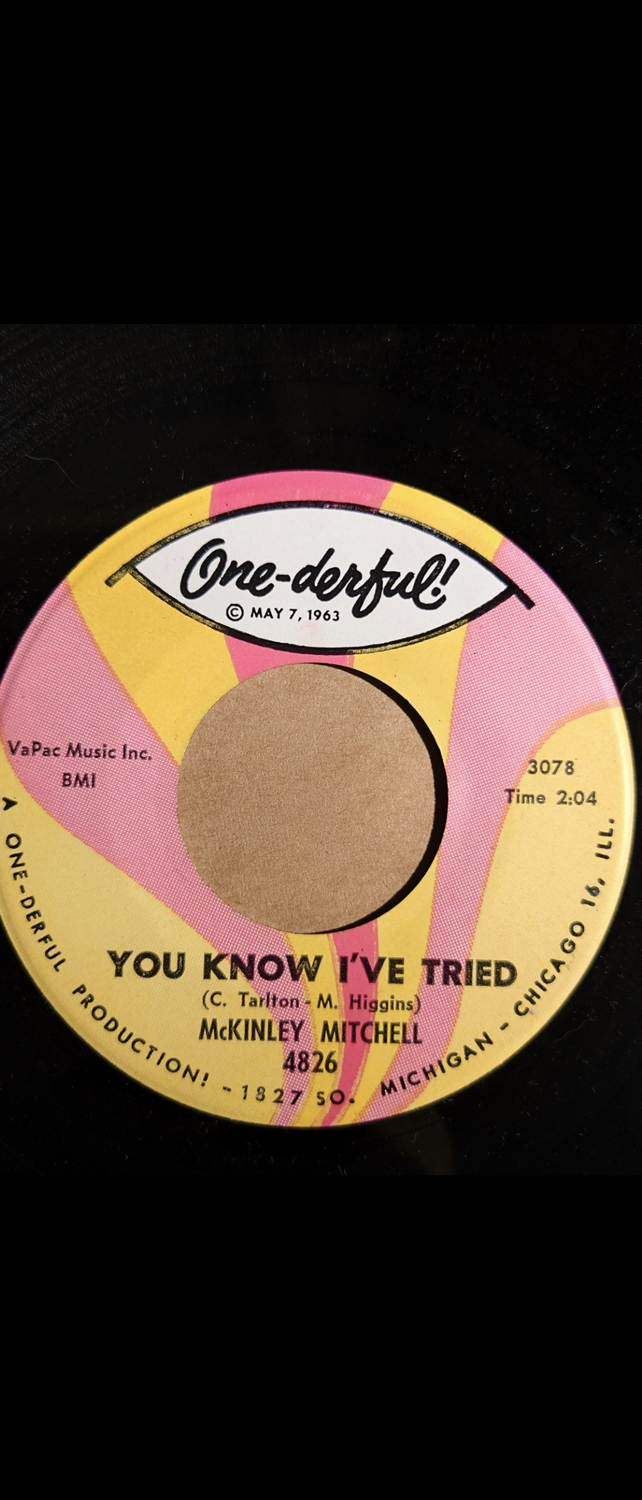 One-derful!
© MAY 7, 1963
VaPac Music Inc.
BMI
3078
Time 2:04
YOU KNOW I'VE TRIED
(C. Tarlton - M. Higgins)
McKINLEY MITCHELL
4826
A ONE-DERFUL PRODUCTION! - 1827 SO. MICHIGAN - CHICAGO 16, ILL.